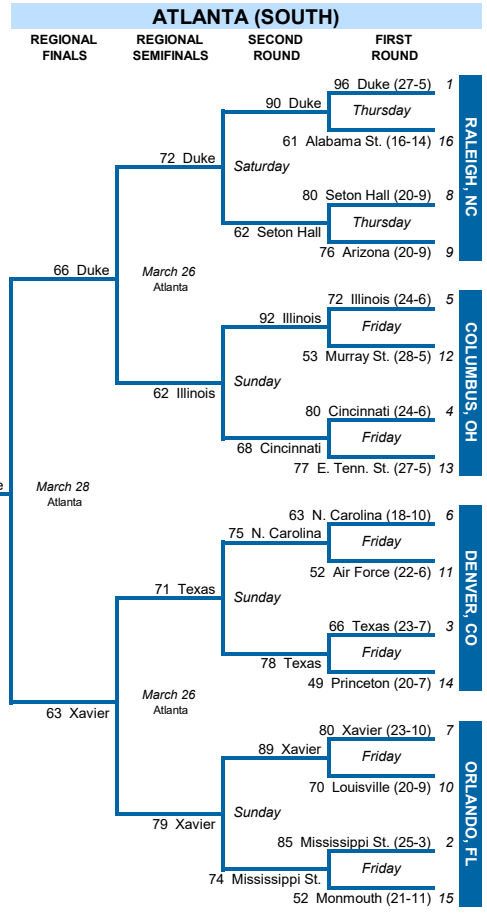 ATLANTA (SOUTH)
REGIONAL FINALS
REGIONAL SEMIFINALS
SECOND ROUND
FIRST ROUND
96 Duke (27-5) 1
90 Duke
Thursday
61 Alabama St. (16-14) 16
72 Duke
Saturday
80 Seton Hall (20-9) 8
62 Seton Hall
Thursday
76 Arizona (20-9) 9
RALEIGH, NC
66 Duke
March 26
Atlanta
72 Illinois (24-6) 5
92 Illinois
Friday
53 Murray St. (28-5) 12
62 Illinois
Sunday
80 Cincinnati (24-6) 4
68 Cincinnati
Friday
77 E. Tenn. St. (27-5) 13
COLUMBUS, OH
March 28
Atlanta
63 N. Carolina (18-10) 6
75 N. Carolina
Friday
52 Air Force (22-6) 11
71 Texas
Sunday
66 Texas (23-7) 3
78 Texas
Friday
49 Princeton (20-7) 14
DENVER, CO
63 Xavier
March 26
Atlanta
80 Xavier (23-10) 7
89 Xavier
Friday
70 Louisville (20-9) 10
79 Xavier
Sunday
85 Mississippi St. (25-3) 2
74 Mississippi St.
Friday
52 Monmouth (21-11) 15
ORLANDO, FL